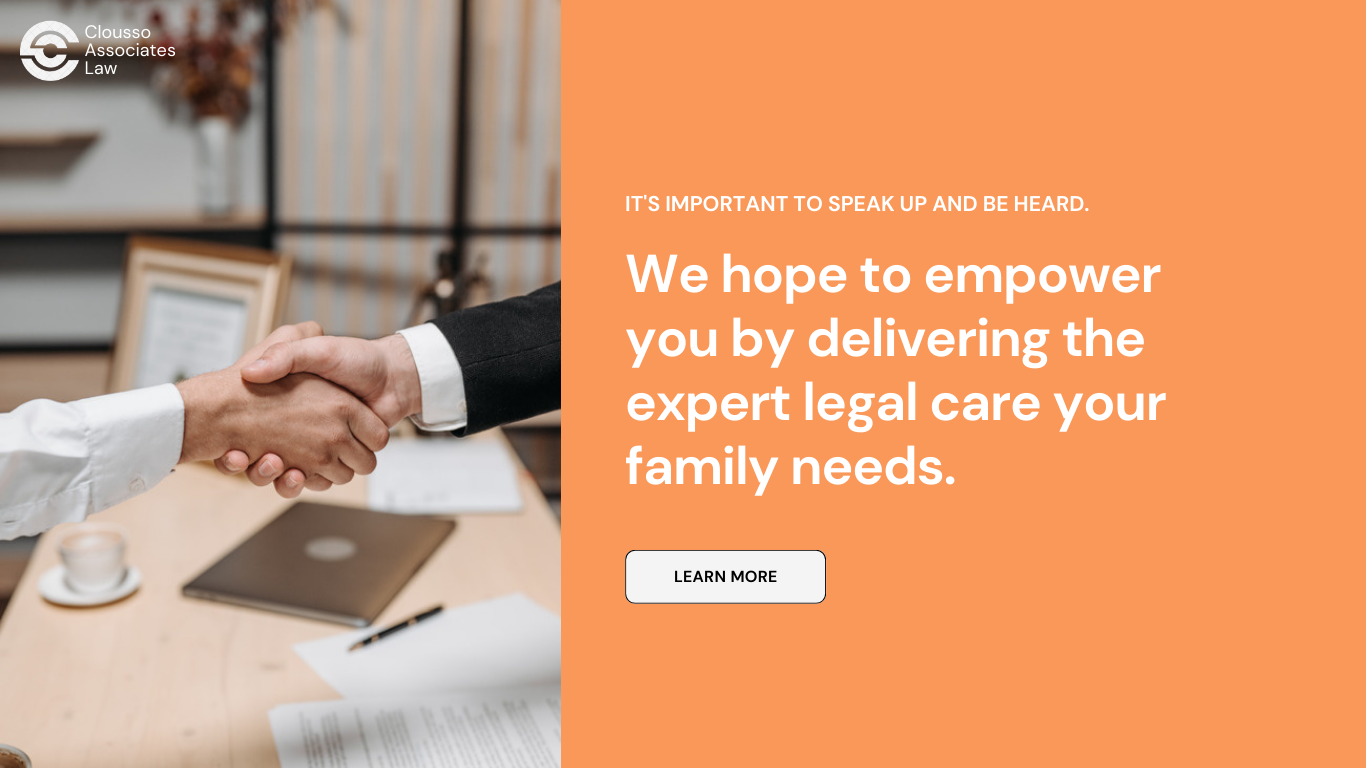 Clousso
Associates
Law
IT'S IMPORTANT TO SPEAK UP AND BE HEARD.
We hope to empower
you by delivering the
expert legal care your
family needs.
LEARN MORE